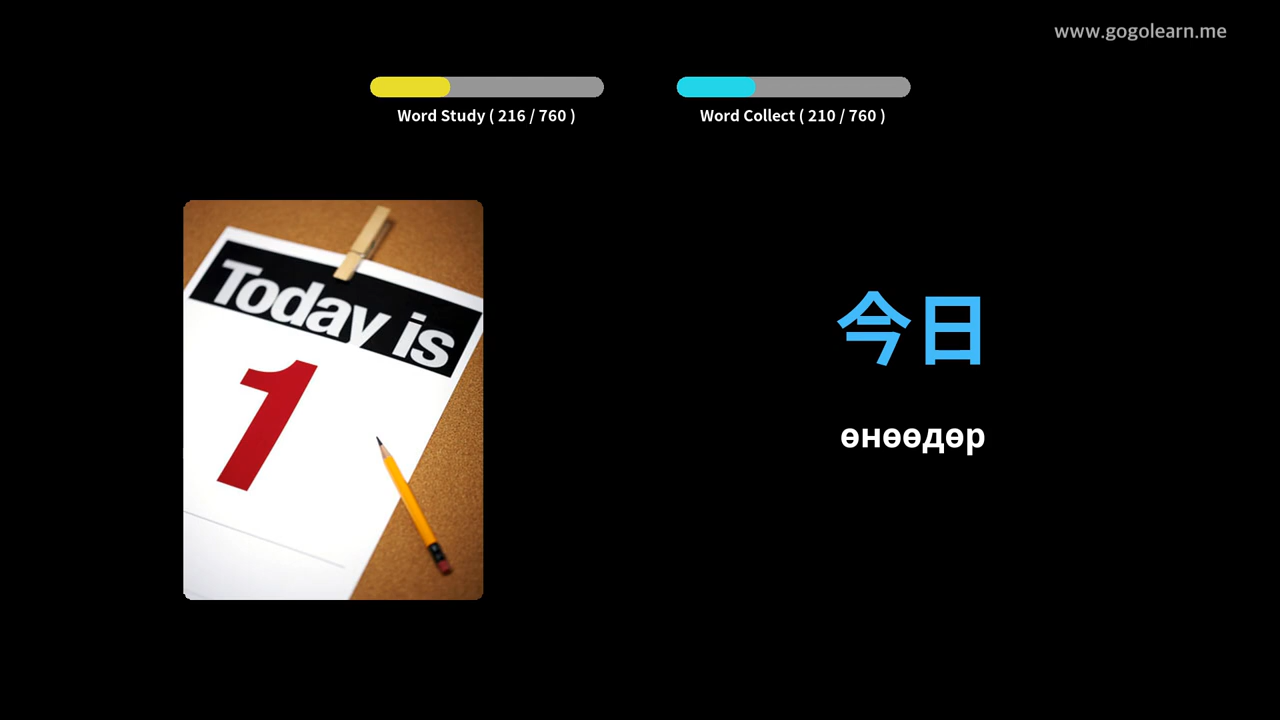 www.gogolearn.me
Word Study ( 216 / 760 )
Word Collect ( 210 / 760 )
Today is
1
今日
өнөөдөр